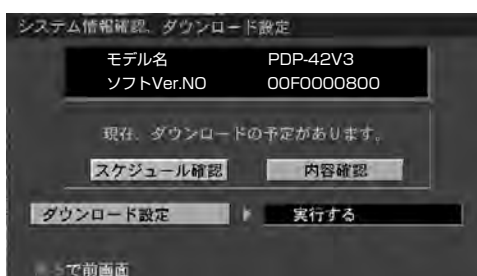 システム情報確認、ダウンロード設定
モデル名 PDP-42V3
ソフトVer.NO 00F0000800
現在、ダウンロードの予定があります。
スケジュール確認 内容確認
ダウンロード設定 実行する
で前画面